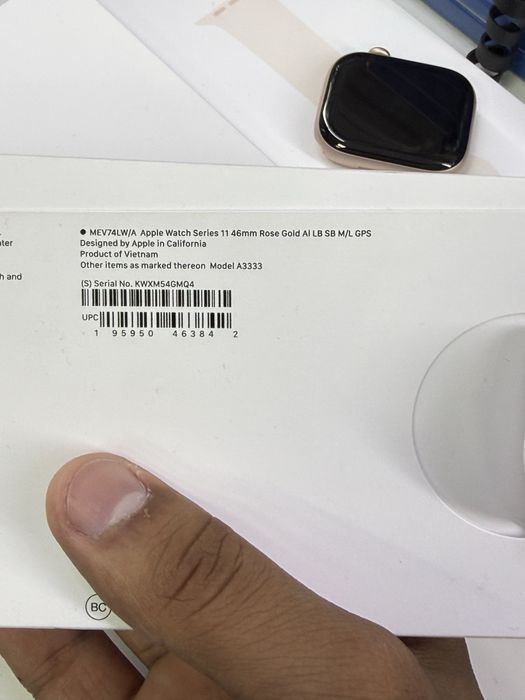 ● MEV74LW/A Apple Watch Series 11 46mm Rose Gold Al LB SB M/L GPS
Designed by Apple in California
Product of Vietnam
Other items as marked thereon Model A3333
h and
(S) Serial No. KWXM54GMQ4
UPC
1 95950 46384 2
BC